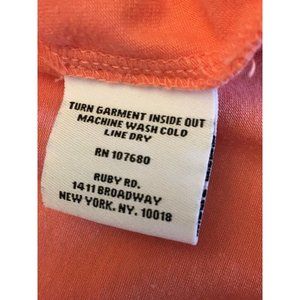 TURN GARMENT INSIDE OUT
MACHINE WASH COLD
LINE DRY
RN 107680
RUBY RD.
1411 BROADWAY
NEW YORK. NY. 10018